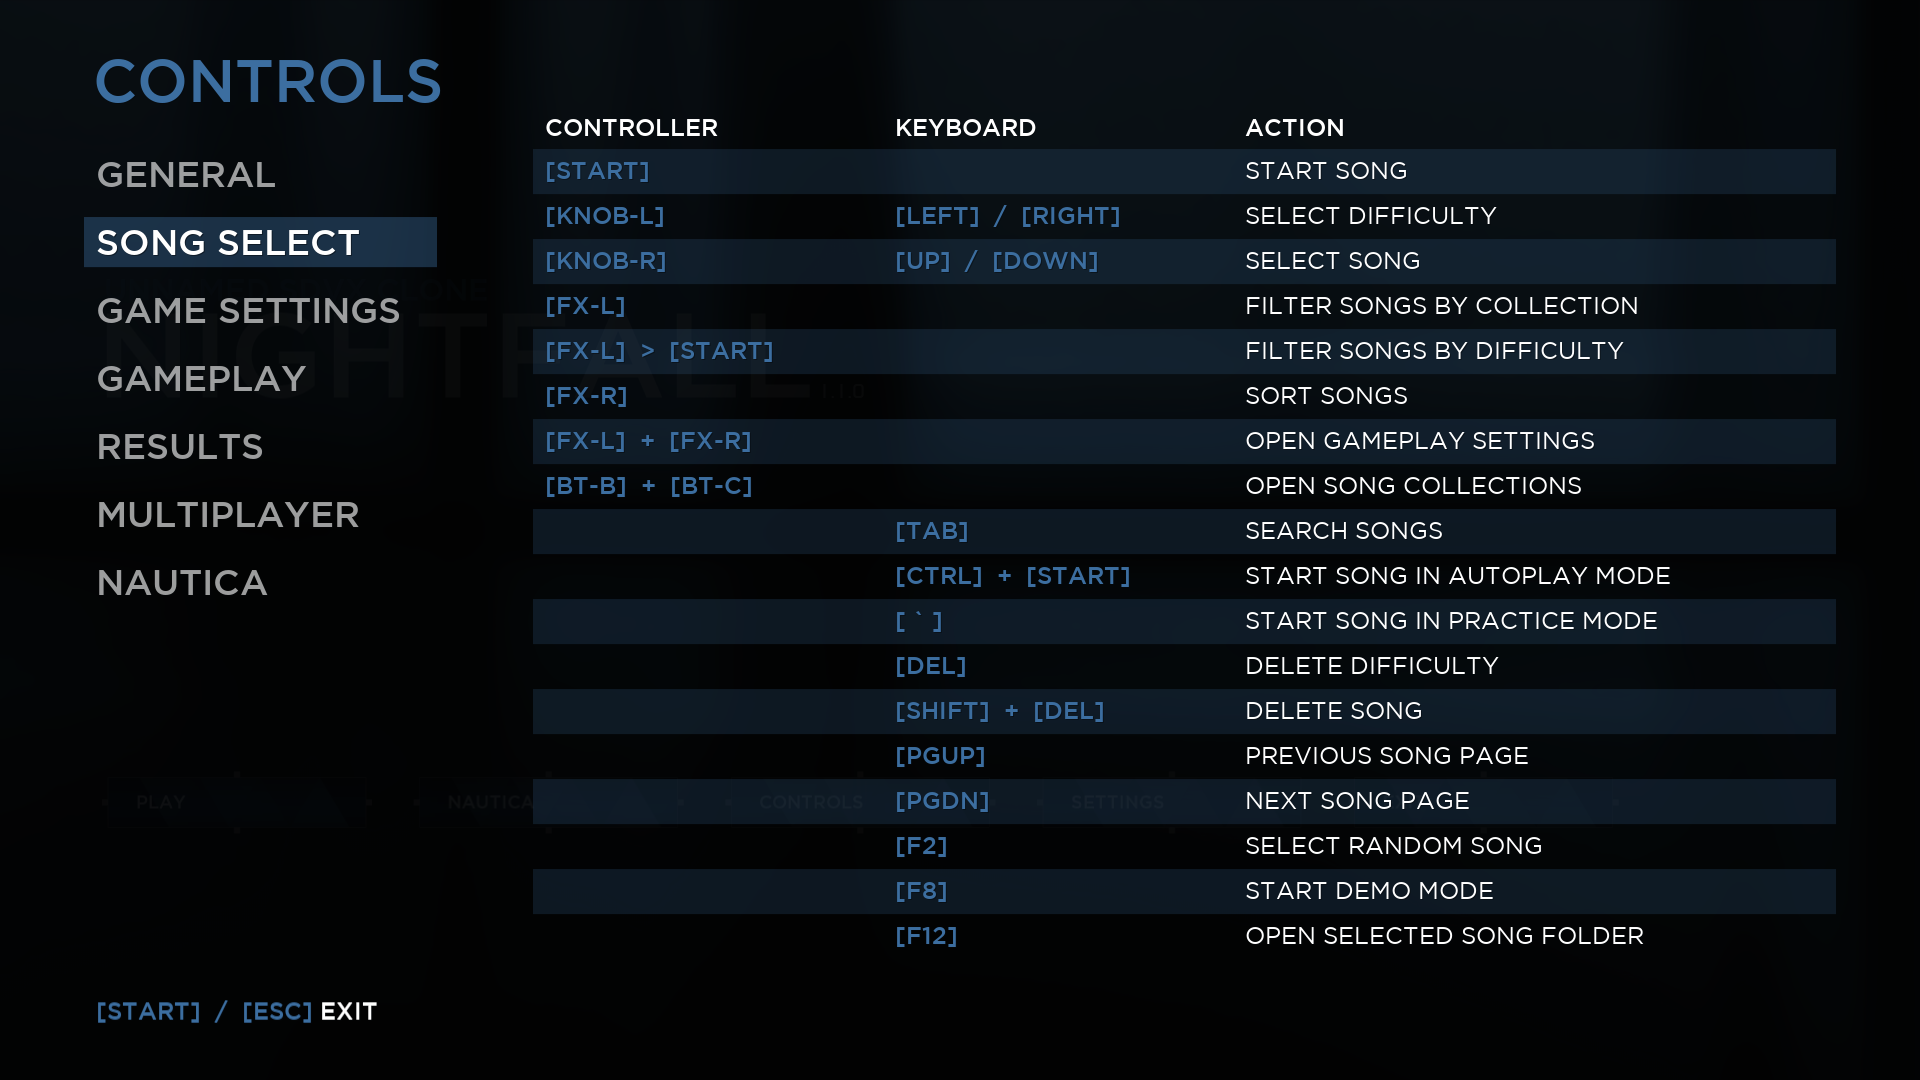 CONTROLS
GENERAL
SONG SELECT
GAME SETTINGS
GAMEPLAY
RESULTS
MULTIPLAYER
NAUTICA
CONTROLLER KEYBOARD ACTION
[START] START SONG
[KNOB-L] [LEFT] / [RIGHT] SELECT DIFFICULTY
[KNOB-R] [UP] / [DOWN] SELECT SONG
[FX-L] FILTER SONGS BY COLLECTION
[FX-L] > [START] FILTER SONGS BY DIFFICULTY
[FX-R] SORT SONGS
[FX-L] + [FX-R] OPEN GAMEPLAY SETTINGS
[BT-B] + [BT-C] OPEN SONG COLLECTIONS
[TAB] SEARCH SONGS
[CTRL] + [START] START SONG IN AUTOPLAY MODE
[ ` ] START SONG IN PRACTICE MODE
[DEL] DELETE DIFFICULTY
[SHIFT] + [DEL] DELETE SONG
[PGUP] PREVIOUS SONG PAGE
[PGDN] NEXT SONG PAGE
[F2] SELECT RANDOM SONG
[F8] START DEMO MODE
[F12] OPEN SELECTED SONG FOLDER
NIGHTFALL
PLAY NAUTICA CONTROLS SETTINGS
[START] / [ESC] EXIT